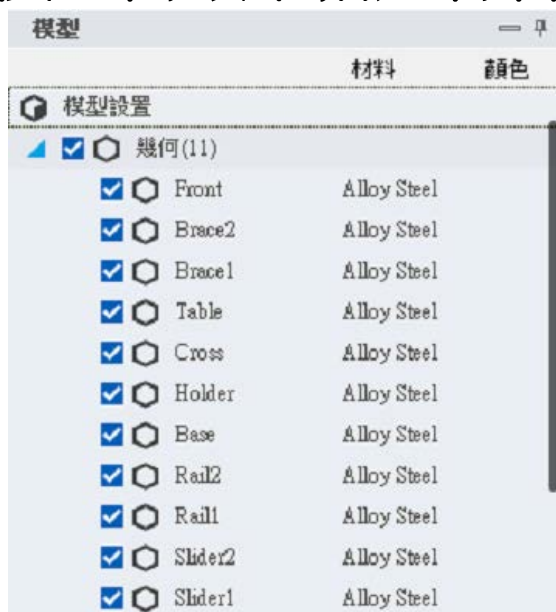 模型
材料 顏色
模型設置
幾何(11)
Front Alloy Steel
Brace2 Alloy Steel
Brace1 Alloy Steel
Table Alloy Steel
Cross Alloy Steel
Holder Alloy Steel
Base Alloy Steel
Rail2 Alloy Steel
Rail1 Alloy Steel
Slider2 Alloy Steel
Slider1 Alloy Steel